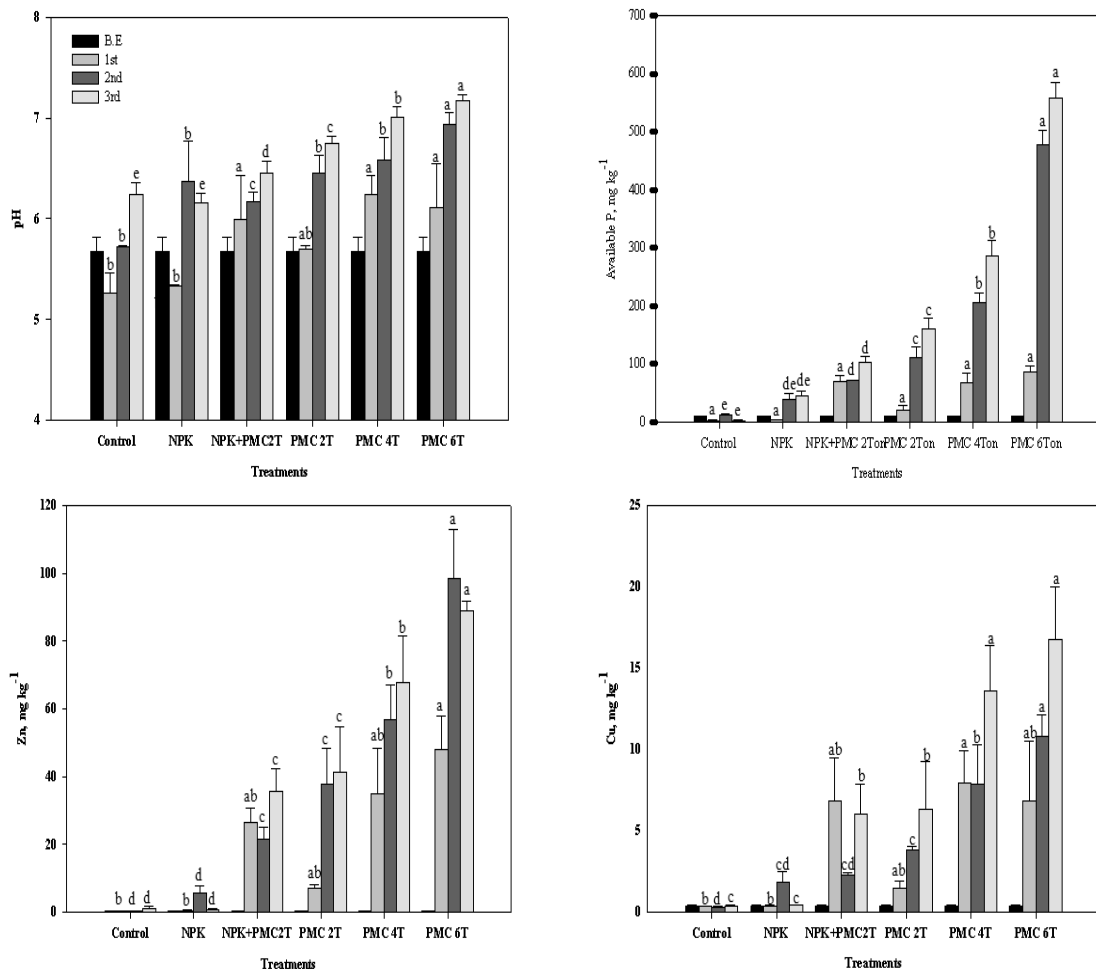 8
7
6
5
4
pH
B.E
1st
2nd
3rd
b b e
b b e
a c d
ab b c
a b b
a a a
Control NPK NPK+PMC2T PMC 2T PMC 4T PMC 6T
Treatments
700
600
500
400
300
200
100
0
Available P, mg kg-1
a e e
a de de
a d d
a c c
a b b
a a a
Control NPK NPK+PMC 2Ton PMC 2Ton PMC 4Ton PMC 6Ton
Treatments
120
100
80
60
40
20
0
Zn, mg kg-1
b d d
b d d
ab c c
ab c c
ab b b
a a a
Control NPK NPK+PMC2T PMC 2T PMC 4T PMC 6T
Treatments
25
20
15
10
5
0
Cu, mg kg-1
b d c
b cd c
ab cd b
ab c b
a b a
ab a a
Control NPK NPK+PMC2T PMC 2T PMC 4T PMC 6T
Treatments